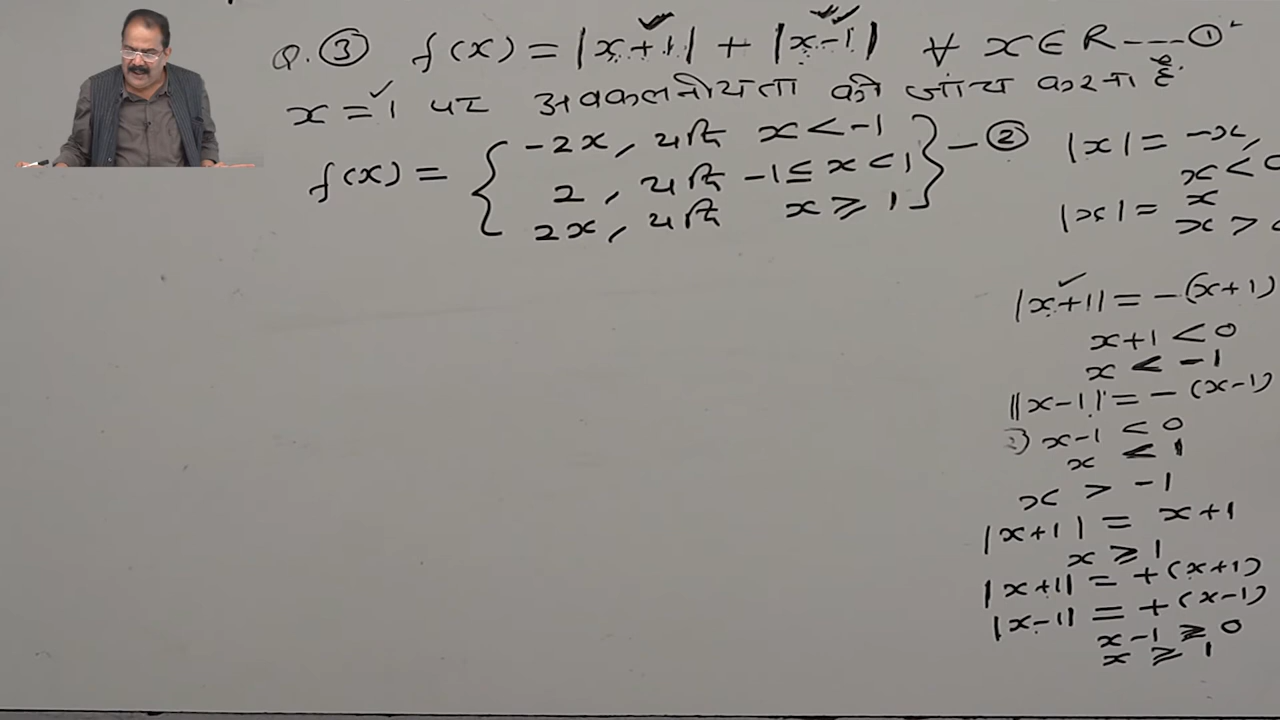 Q. ③ f(x) = |x+1| + |x-1| ∀ x ∈ R ---- ①
x = 1 पर अवकलनीयता की जांच करना है.
f(x) = { -2x, यदि x < -1
2, यदि -1 ≤ x < 1
2x, यदि x ≥ 1 } — ②
|x| = -x,
x < 0
|x| = x
x >
|x+1| = -(x+1)
x+1 < 0
x < -1
|x-1| = -(x-1)
x-1 < 0
x < 1
x > -1
|x+1| = x+1
x ≥ 1
|x+1| = +(x+1)
|x-1| = +(x-1)
x-1 ≥ 0
x ≥ 1